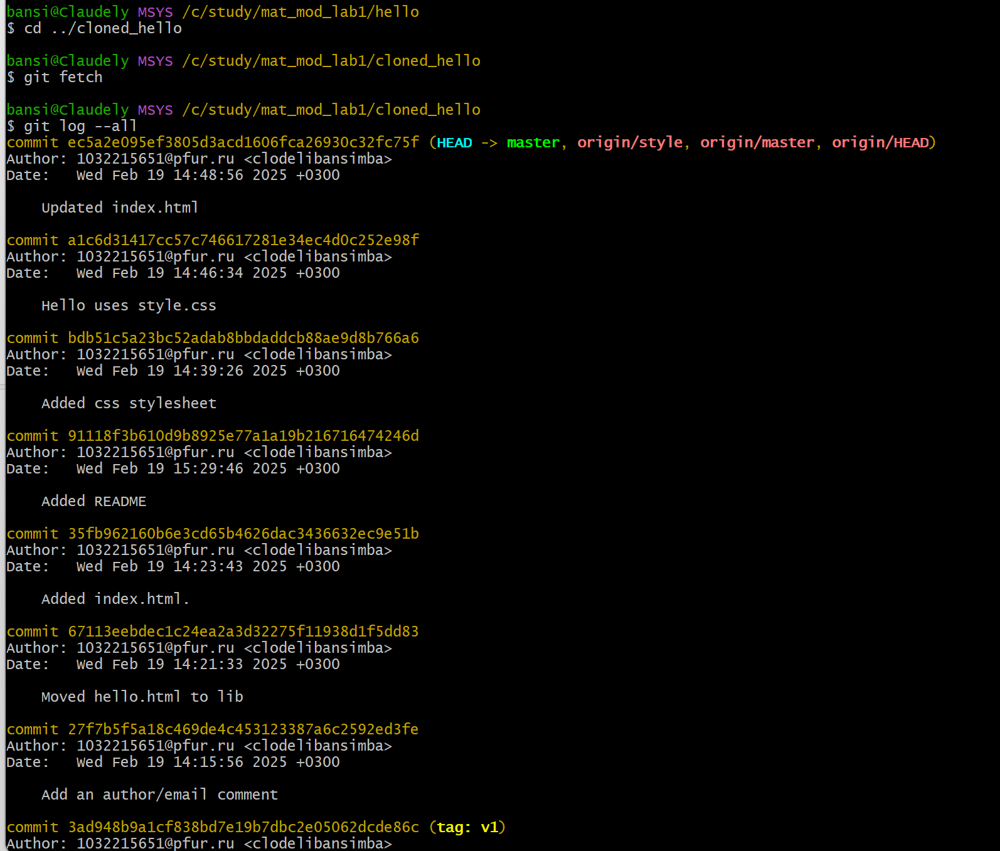 bansi@Claudely MSYS /c/study/mat_mod_lab1/hello
$ cd ../cloned_hello
bansi@Claudely MSYS /c/study/mat_mod_lab1/cloned_hello
$ git fetch
bansi@Claudely MSYS /c/study/mat_mod_lab1/cloned_hello
$ git log --all
commit ec5a2e095ef3805d3acd1606fca26930c32fc75f (HEAD -> master, origin/style, origin/master, origin/HEAD)
Author: 1032215651@pfur.ru <clodelibansimba>
Date:   Wed Feb 19 14:48:56 2025 +0300
Updated index.html
commit a1c6d31417cc57c746617281e34ec4d0c252e98f
Author: 1032215651@pfur.ru <clodelibansimba>
Date:   Wed Feb 19 14:46:34 2025 +0300
Hello uses style.css
commit bdb51c5a23bc52adab8bbdaddcb88ae9d8b766a6
Author: 1032215651@pfur.ru <clodelibansimba>
Date:   Wed Feb 19 14:39:26 2025 +0300
Added css stylesheet
commit 91118f3b610d9b8925e77a1a19b216716474246d
Author: 1032215651@pfur.ru <clodelibansimba>
Date:   Wed Feb 19 15:29:46 2025 +0300
Added README
commit 35fb962160b6e3cd65b4626dac3436632ec9e51b
Author: 1032215651@pfur.ru <clodelibansimba>
Date:   Wed Feb 19 14:23:43 2025 +0300
Added index.html.
commit 67113eebdec1c24ea2a3d32275f11938d1f5dd83
Author: 1032215651@pfur.ru <clodelibansimba>
Date:   Wed Feb 19 14:21:33 2025 +0300
Moved hello.html to lib
commit 27f7b5f5a18c469de4c453123387a6c2592ed3fe
Author: 1032215651@pfur.ru <clodelibansimba>
Date:   Wed Feb 19 14:15:56 2025 +0300
Add an author/email comment
commit 3ad948b9a1cf838bd7e19b7dbc2e05062dcde86c (tag: v1)
Author: 1032215651@pfur.ru <clodelibansimba>